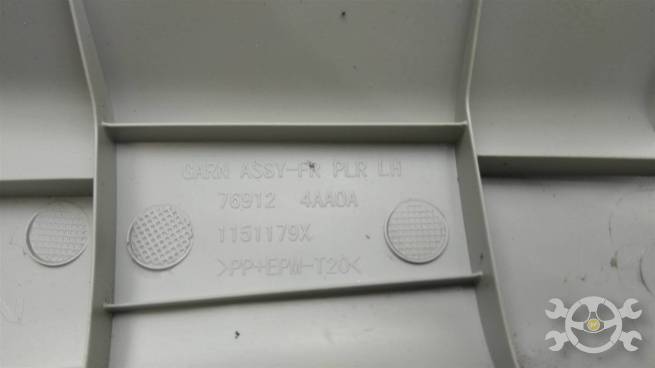 GARN ASSY-FR PLR LH
76912 4AA0A
1151179X
>PP+EPM-T20<